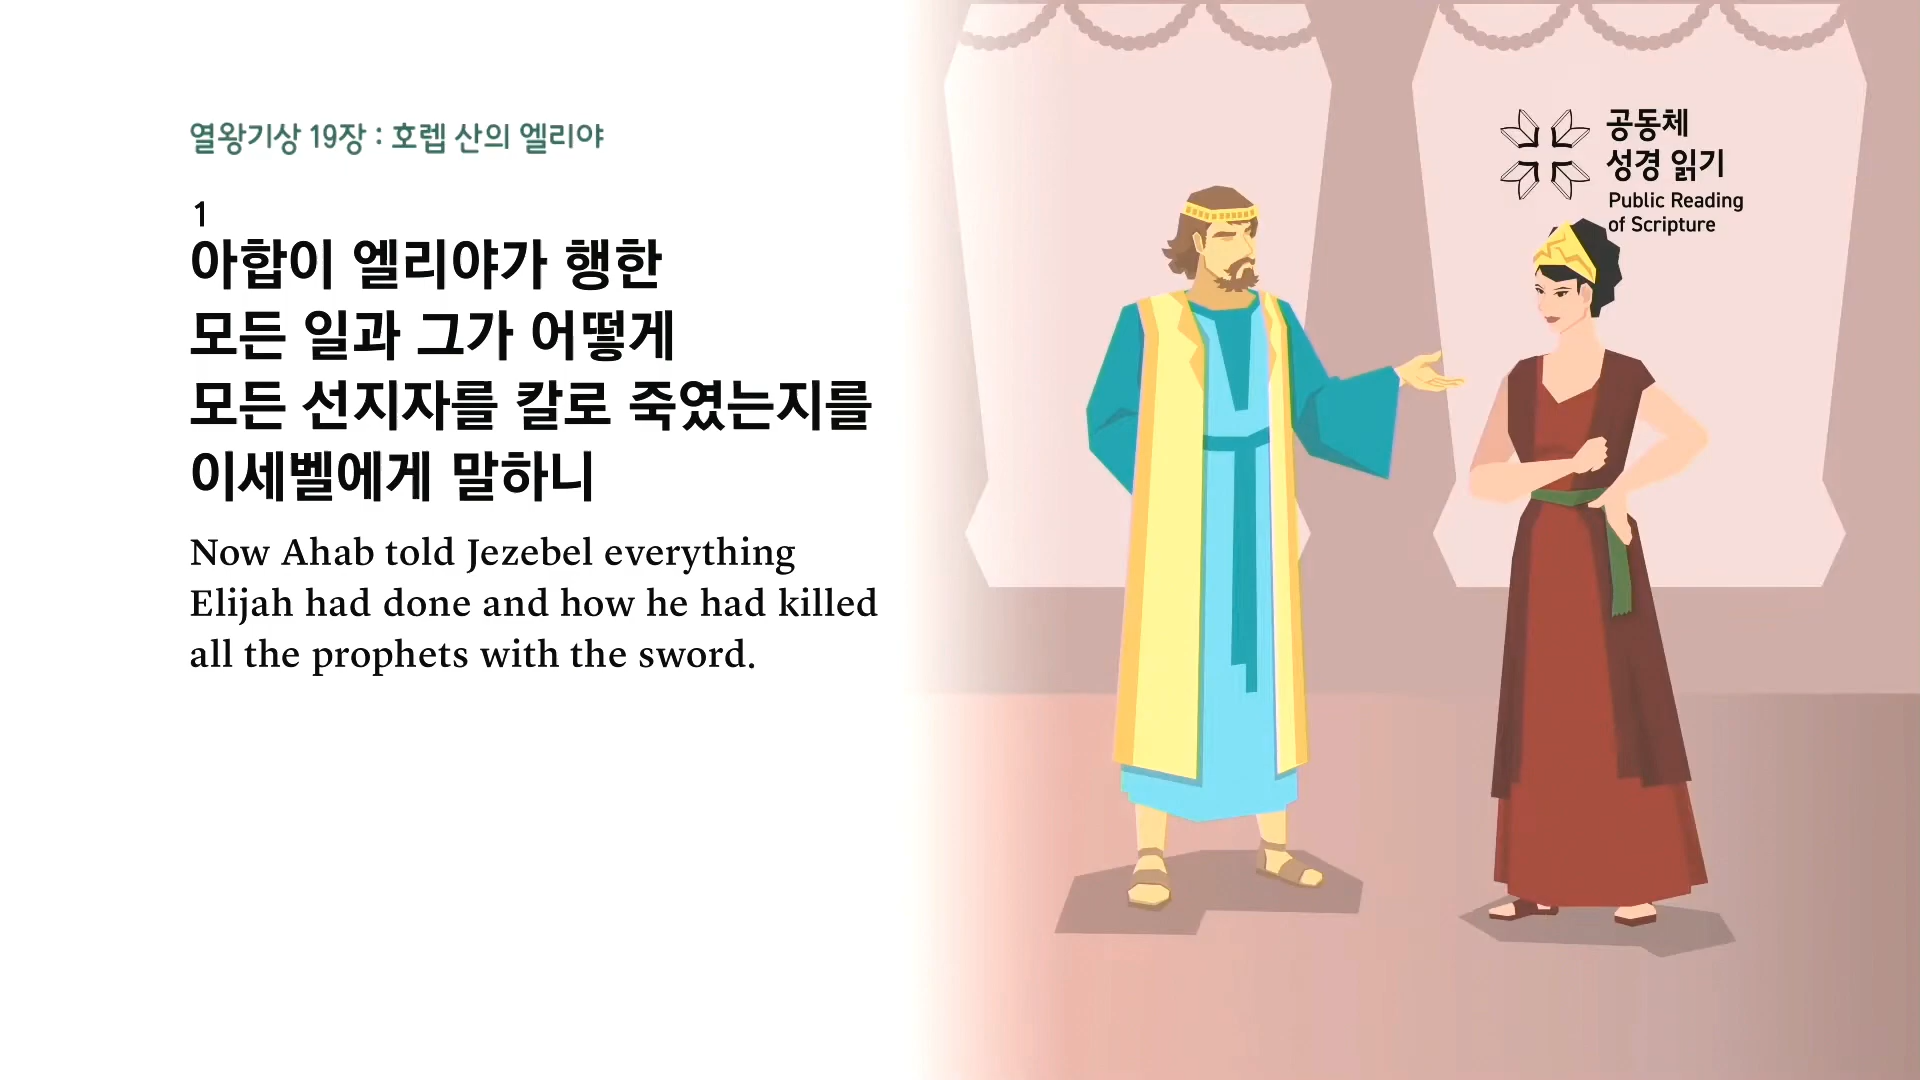 열왕기상 19장 : 호렙 산의 엘리야
1
아합이 엘리야가 행한
모든 일과 그가 어떻게
모든 선지자를 칼로 죽였는지를
이세벨에게 말하니
Now Ahab told Jezebel everything
Elijah had done and how he had killed
all the prophets with the sword.
공동체
성경 읽기
Public Reading
of Scripture